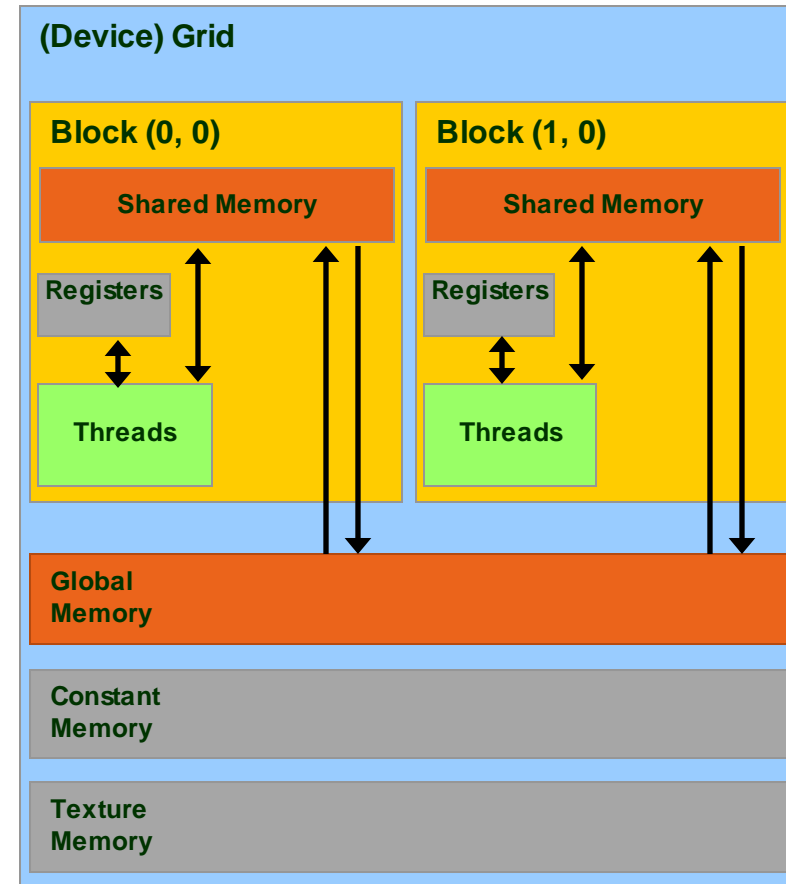 (Device) Grid
Block (0, 0)
Shared Memory
Registers
Threads
Block (1, 0)
Shared Memory
Registers
Threads
Global
Memory
Constant
Memory
Texture
Memory